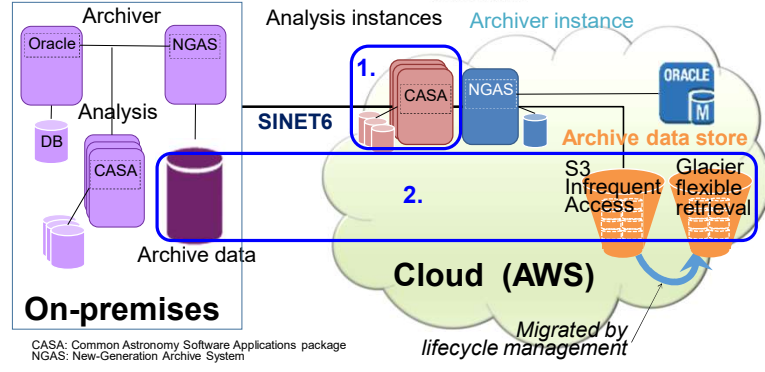 Archiver
Oracle
NGAS
Analysis
DB
CASA
Archive data
On-premises
SINET6
Analysis instances
Archiver instance
1.
CASA
NGAS
ORACLE
M
Archive data store
S3
Infrequent
Access
Glacier
flexible
retrieval
2.
Cloud (AWS)
Migrated by
lifecycle management
CASA: Common Astronomy Software Applications package
NGAS: New-Generation Archive System